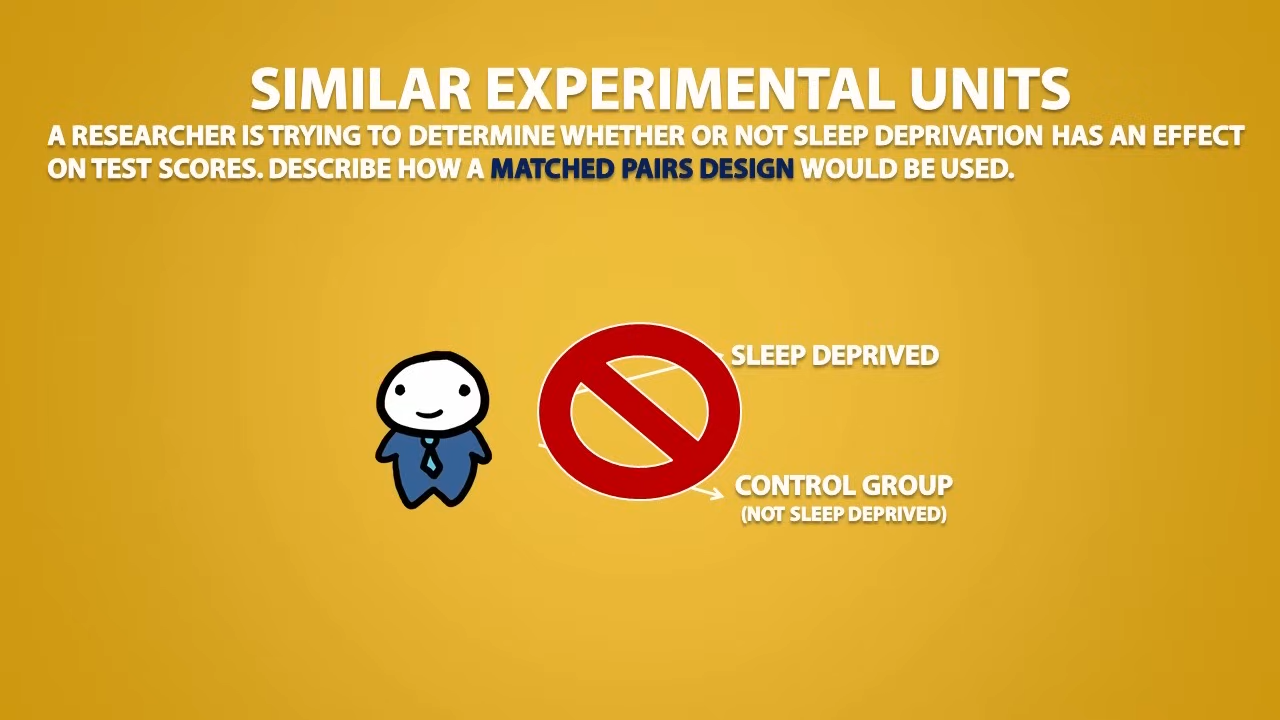 SIMILAR EXPERIMENTAL UNITS
A RESEARCHER IS TRYING TO DETERMINE WHETHER OR NOT SLEEP DEPRIVATION HAS AN EFFECT
ON TEST SCORES. DESCRIBE HOW A MATCHED PAIRS DESIGN WOULD BE USED.
SLEEP DEPRIVED
CONTROL GROUP
(NOT SLEEP DEPRIVED)